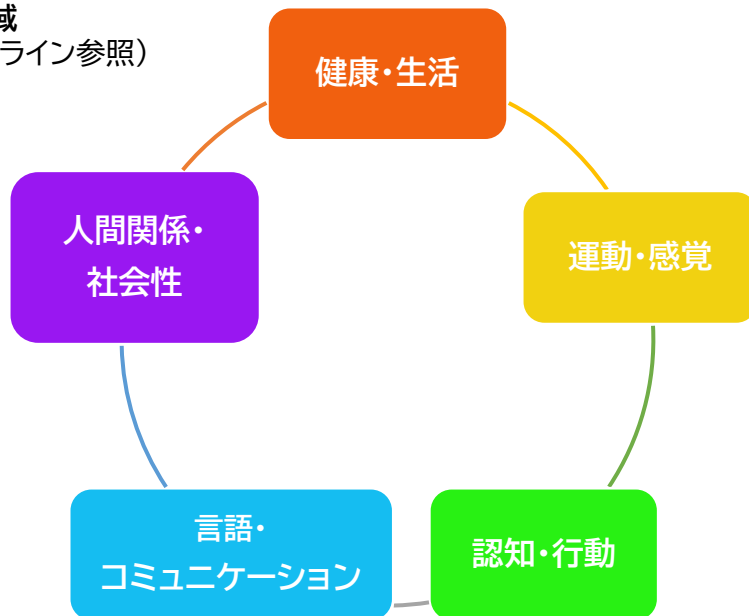 域
ライン参照）
健康・生活
人間関係・
社会性
運動・感覚
言語・
コミュニケーション
認知・行動